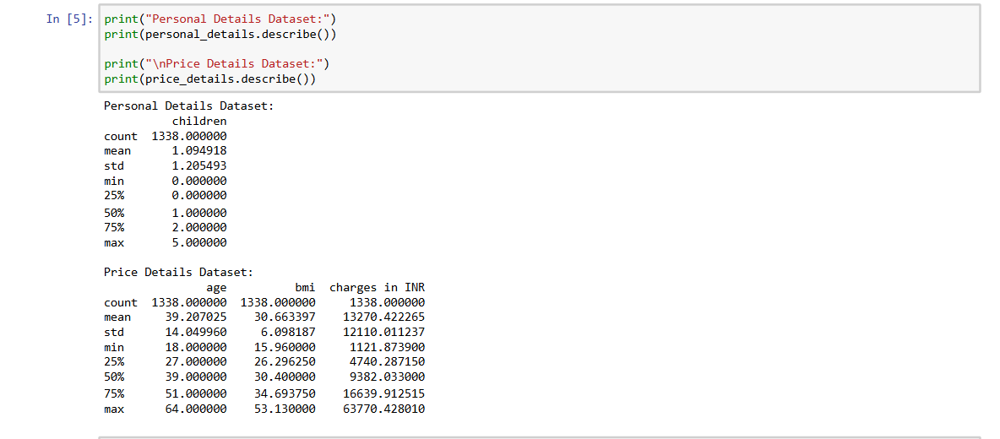 In [5]: print("Personal Details Dataset:")
print(personal_details.describe())
print("\nPrice Details Dataset:")
print(price_details.describe())
Personal Details Dataset:
children
count 1338.000000
mean 1.094918
std 1.205493
min 0.000000
25% 0.000000
50% 1.000000
75% 2.000000
max 5.000000
Price Details Dataset:
age bmi charges in INR
count 1338.000000 1338.000000 1338.000000
mean 39.207025 30.663397 13270.422265
std 14.049960 6.098187 12110.011237
min 18.000000 15.960000 1121.873900
25% 27.000000 26.296250 4740.287150
50% 39.000000 30.400000 9382.033000
75% 51.000000 34.693750 16639.912515
max 64.000000 53.130000 63770.428010